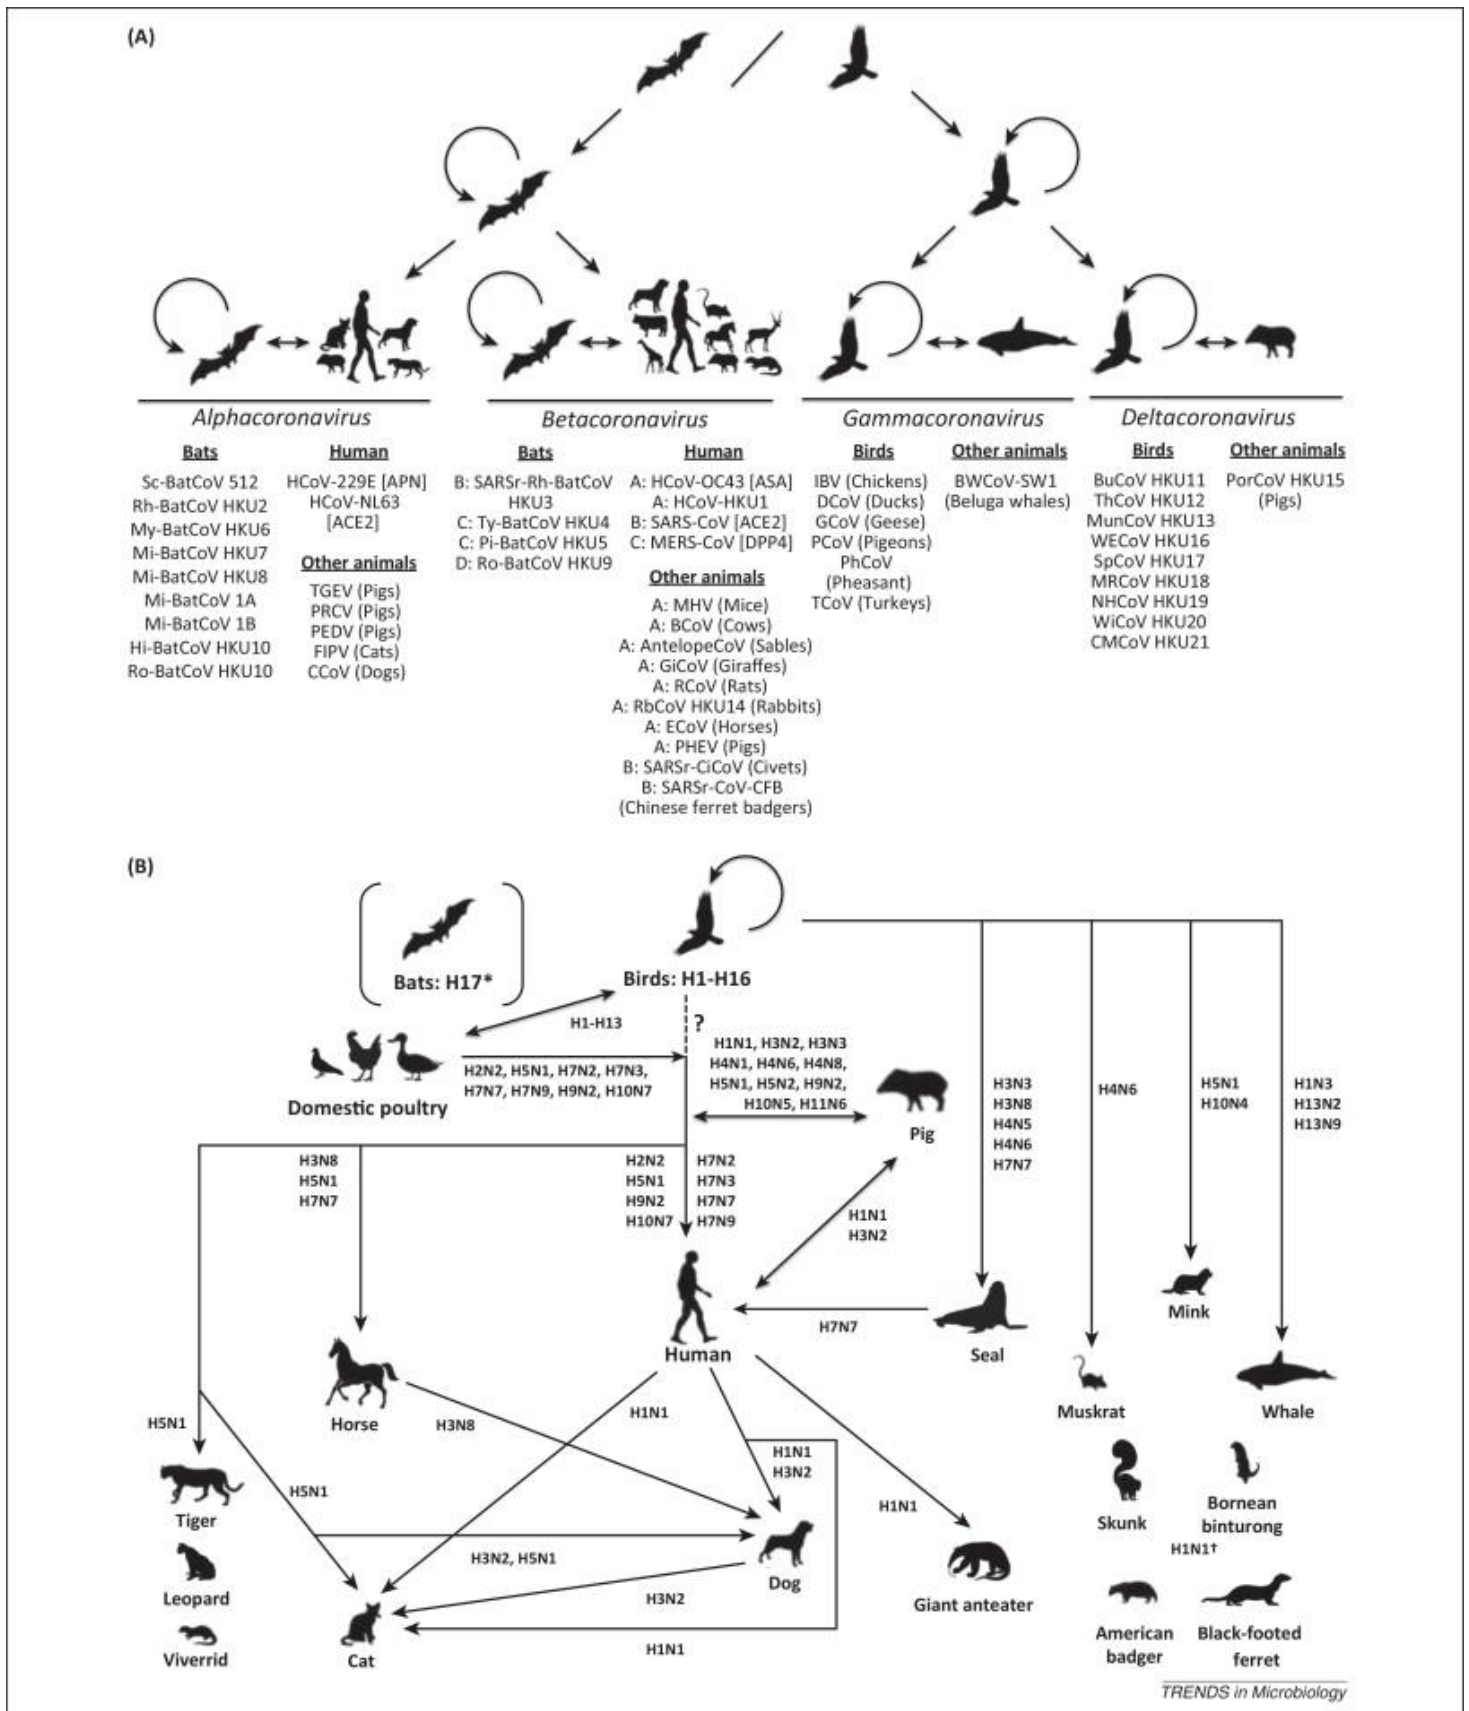 (A)
Alphacoronavirus
Bats
Sc-BatCoV 512
Rh-BatCoV HKU2
My-BatCoV HKU6
Mi-BatCoV HKU7
Mi-BatCoV HKU8
Mi-BatCoV 1A
Mi-BatCoV 1B
Hi-BatCoV HKU10
Ro-BatCoV HKU10
Human
HCoV-229E [APN]
HCoV-NL63
[ACE2]
Other animals
TGEV (Pigs)
PRCV (Pigs)
PEDV (Pigs)
FIPV (Cats)
CCoV (Dogs)
Betacoronavirus
Bats
B: SARSr-Rh-BatCoV
HKU3
C: Ty-BatCoV HKU4
C: Pi-BatCoV HKU5
D: Ro-BatCoV HKU9
Human
A: HCoV-OC43 [ASA]
A: HCoV-HKU1
B: SARS-CoV [ACE2]
C: MERS-CoV [DPP4]
Other animals
A: MHV (Mice)
A: BCoV (Cows)
A: AntelopeCoV (Sables)
A: GiCoV (Giraffes)
A: RCoV (Rats)
A: RbCoV HKU14 (Rabbits)
A: ECoV (Horses)
A: PHEV (Pigs)
B: SARSr-CiCoV (Civets)
B: SARSr-CoV-CFB
(Chinese ferret badgers)
Gammacoronavirus
Birds
IBV (Chickens)
DCoV (Ducks)
GCoV (Geese)
PCoV (Pigeons)
PhCoV
(Pheasant)
TCoV (Turkeys)
Other animals
BWCoV-SW1
(Beluga whales)
Deltacoronavirus
Birds
BuCoV HKU11
ThCoV HKU12
MunCoV HKU13
WECoV HKU16
SpCoV HKU17
MRCoV HKU18
NHCoV HKU19
WiCoV HKU20
CMCoV HKU21
Other animals
PorCoV HKU15
(Pigs)
(B)
Bats: H17*
Birds: H1-H16
H1-H13
?
Domestic poultry
H2N2, H5N1, H7N2, H7N3,
H7N7, H7N9, H9N2, H10N7
H1N1, H3N2, H3N3
H4N1, H4N6, H4N8,
H5N1, H5N2, H9N2,
H10N5, H11N6
Pig
H3N3
H3N8
H4N5
H4N6
H7N7
H4N6
H5N1
H10N4
H1N3
H13N2
H13N9
H3N8
H5N1
H7N7
H2N2
H5N1
H9N2
H10N7
H7N2
H7N3
H7N7
H7N9
H1N1
H3N2
Human
H7N7
Seal
Mink
Muskrat
Whale
Horse
H5N1
H3N8
H1N1
H1N1
H3N2
H1N1
H5N1
Tiger
Leopard
Viverrid
H3N2, H5N1
Dog
H3N2
H1N1
Cat
Giant anteater
Skunk
Bornean
binturong
H1N1†
American
badger
Black-footed
ferret
TRENDS in Microbiology